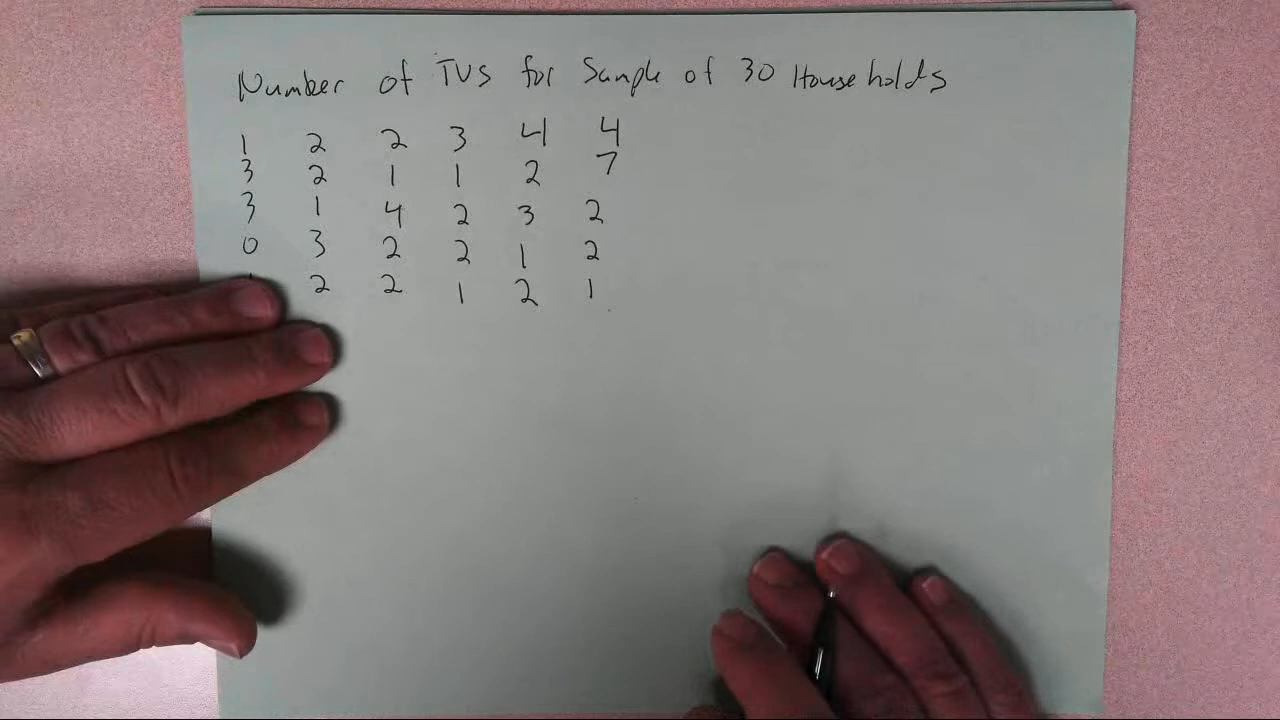 Number of TVs for Sample of 30 Households
1 2 2 3 4 4
3 2 1 1 2 7
3 1 4 2 3 2
0 3 2 2 1 2
2 2 1 2 1